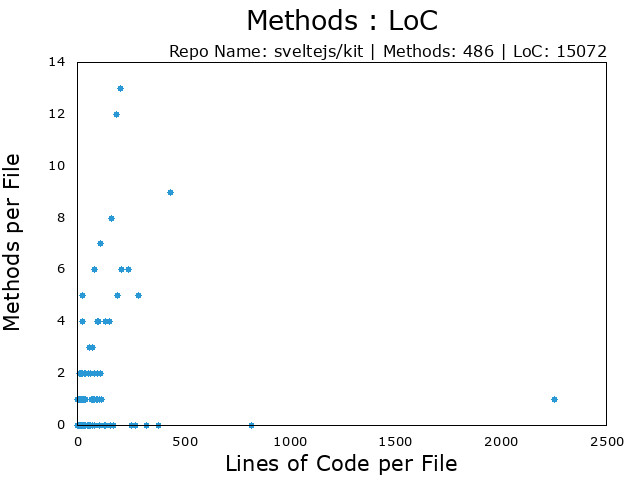 Methods : LoC
Repo Name: sveltejs/kit | Methods: 486 | LoC: 15072
14
12
10
8
6
4
2
0
Methods per File
0 500 1000 1500 2000 2500
Lines of Code per File